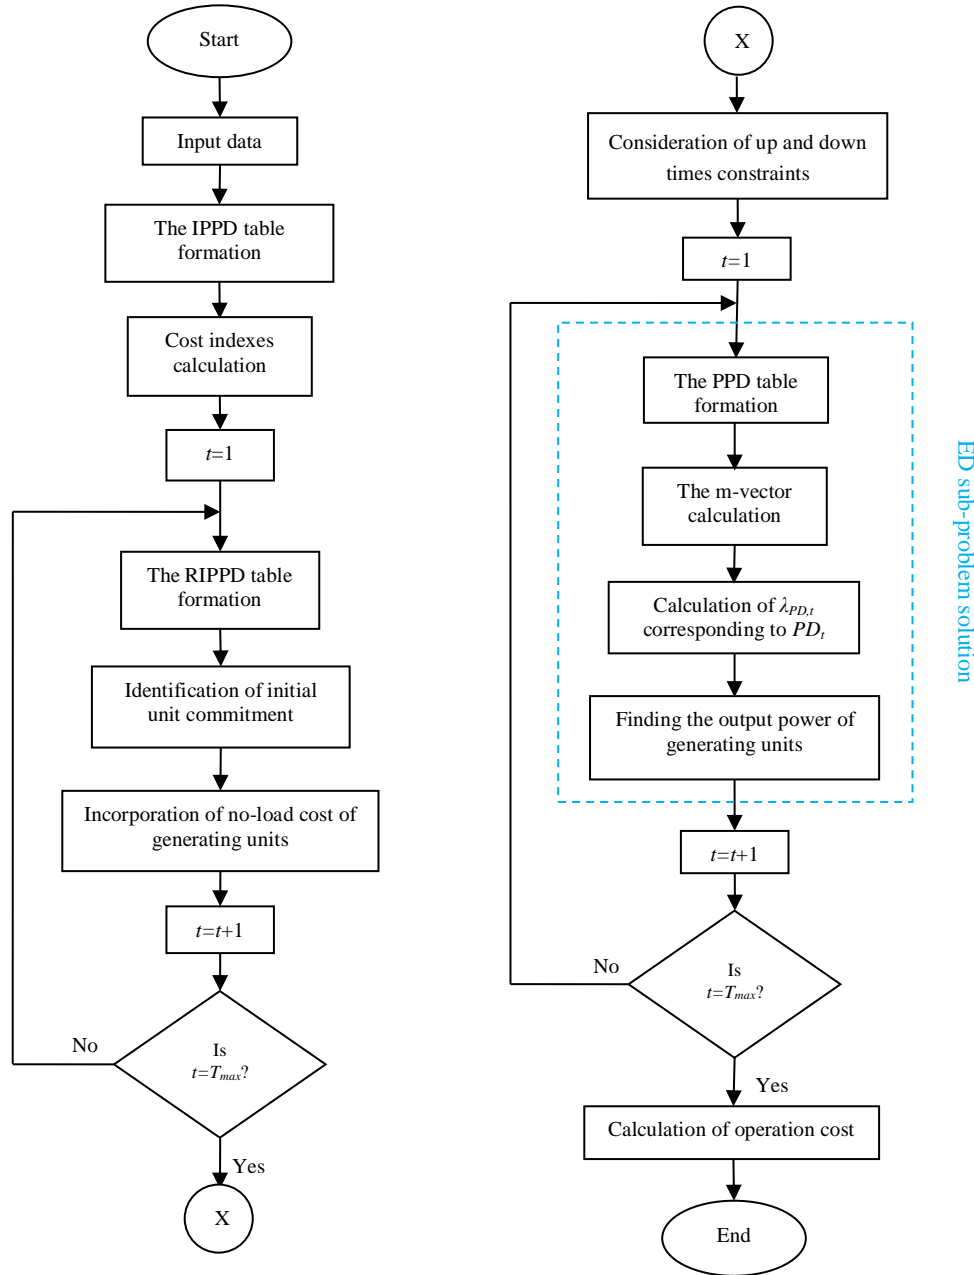 Start
Input data
The IPPD table
formation
Cost indexes
calculation
t=1
The RIPPD table
formation
Identification of initial
unit commitment
Incorporation of no-load cost of
generating units
t=t+1
Is
t=Tmax?
No
Yes
X
X
Consideration of up and down
times constraints
t=1
The PPD table
formation
The m-vector
calculation
Calculation of λPD,t
corresponding to PDt
Finding the output power of
generating units
ED sub-problem solution
t=t+1
Is
t=Tmax?
No
Yes
Calculation of operation cost
End